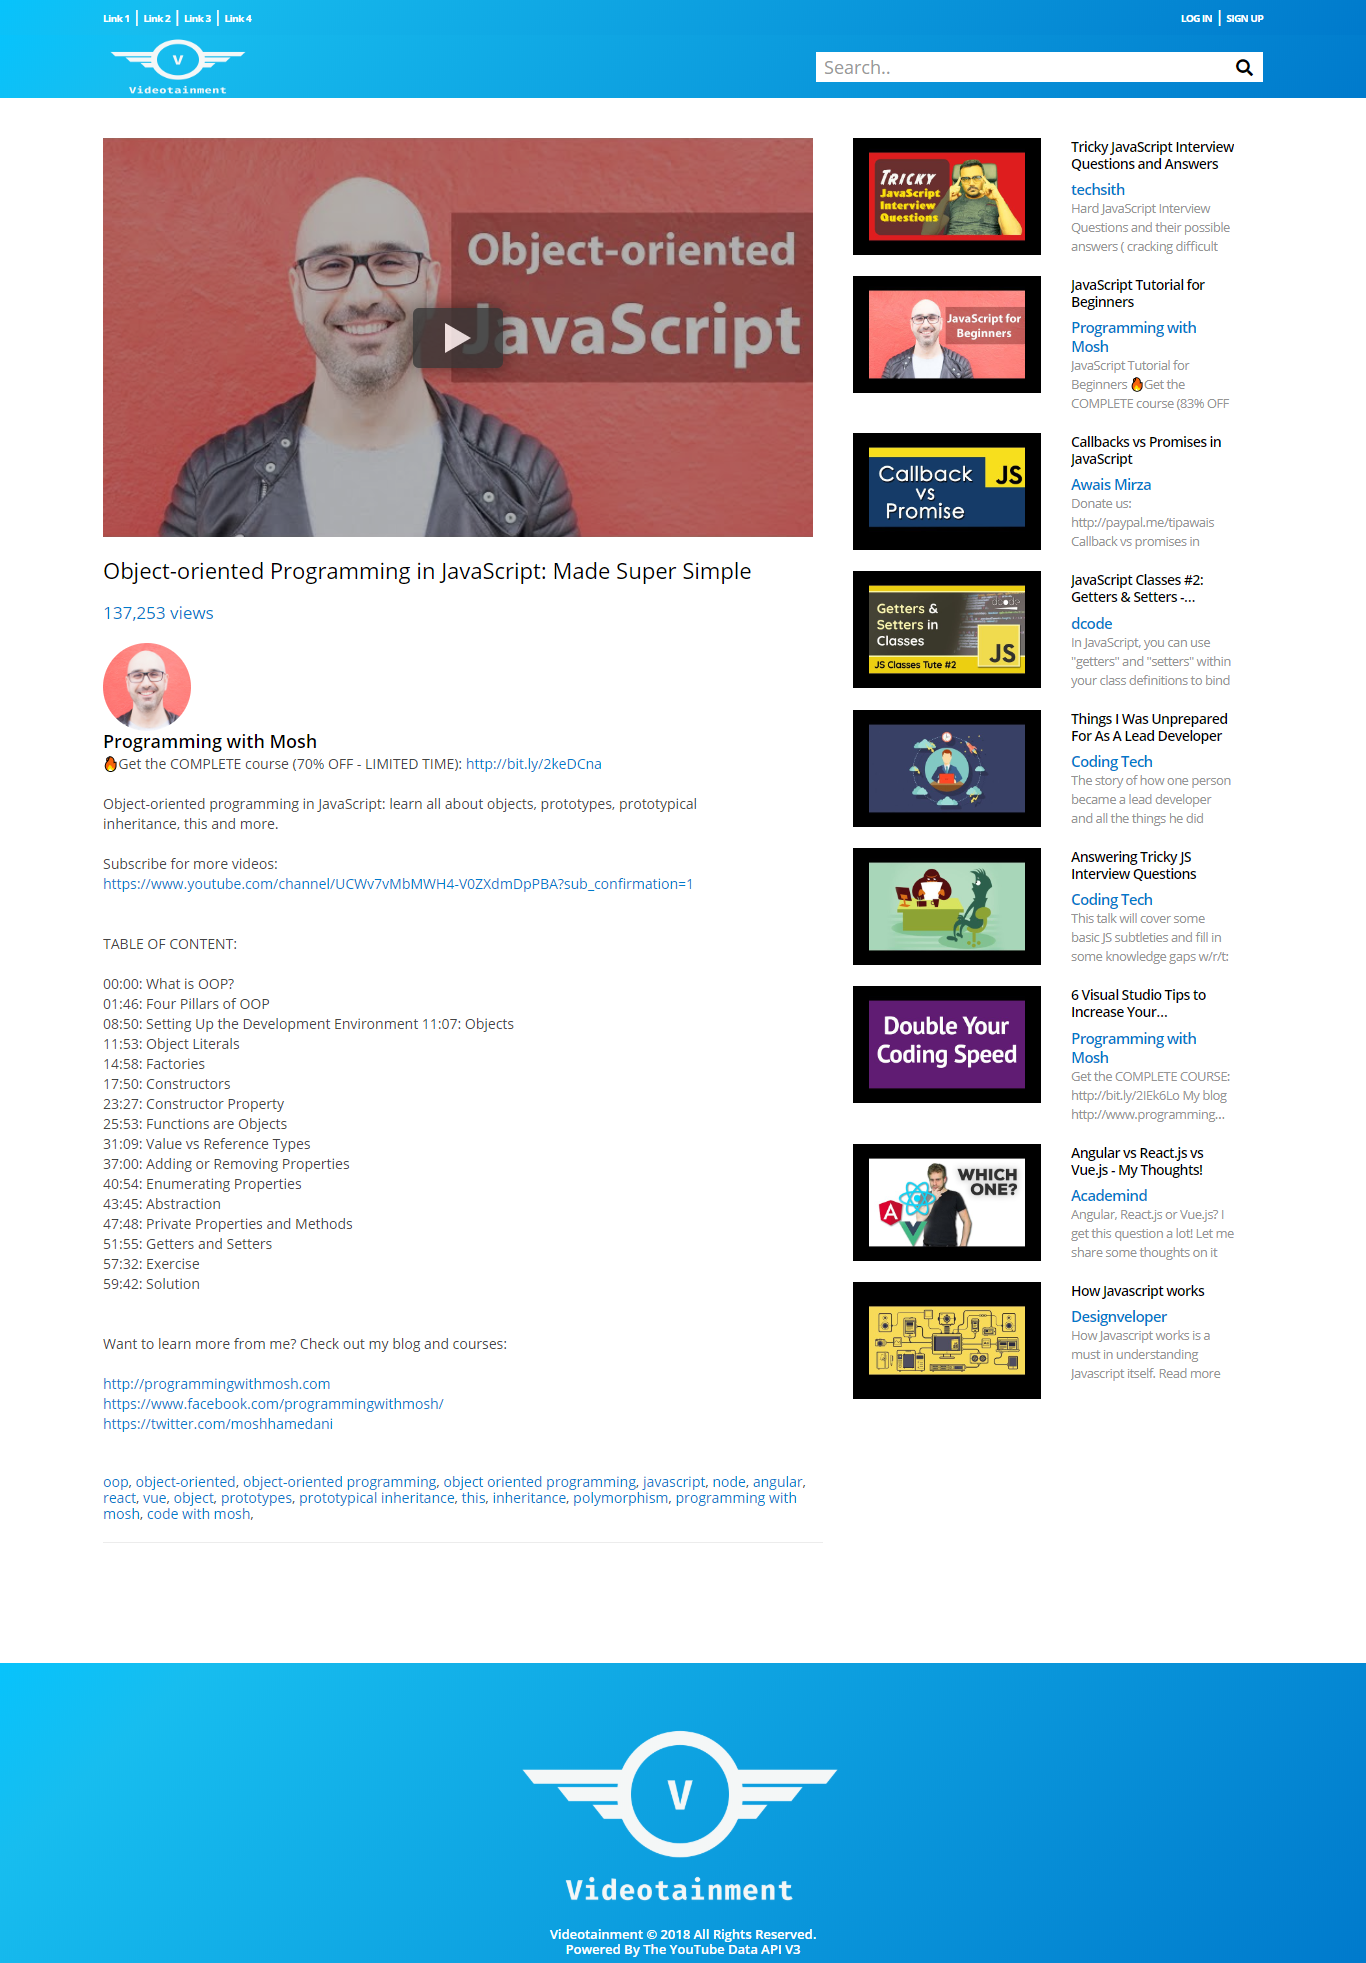 Link 1 | Link 2 | Link 3 | Link 4
LOG IN | SIGN UP
V
Videotainment
Search..
Object-oriented
JavaScript
Object-oriented Programming in JavaScript: Made Super Simple
137,253 views
Programming with Mosh
🔥Get the COMPLETE course (70% OFF - LIMITED TIME): http://bit.ly/2keDCna
Object-oriented programming in JavaScript: learn all about objects, prototypes, prototypical
inheritance, this and more.
Subscribe for more videos:
https://www.youtube.com/channel/UCWv7vMbMWH4-V0ZXdmDpPBA?sub_confirmation=1
TABLE OF CONTENT:
00:00: What is OOP?
01:46: Four Pillars of OOP
08:50: Setting Up the Development Environment 11:07: Objects
11:53: Object Literals
14:58: Factories
17:50: Constructors
23:27: Constructor Property
25:53: Functions are Objects
31:09: Value vs Reference Types
37:00: Adding or Removing Properties
40:54: Enumerating Properties
43:45: Abstraction
47:48: Private Properties and Methods
51:55: Getters and Setters
57:32: Exercise
59:42: Solution
Want to learn more from me? Check out my blog and courses:
http://programmingwithmosh.com
https://www.facebook.com/programmingwithmosh/
https://twitter.com/moshhamedani
oop, object-oriented, object-oriented programming, object oriented programming, javascript, node, angular,
react, vue, object, prototypes, prototypical inheritance, this, inheritance, polymorphism, programming with
mosh, code with mosh,
TRICKY
JavaScript
Interview
Questions
Tricky JavaScript Interview
Questions and Answers
techsith
Hard JavaScript Interview
Questions and their possible
answers ( cracking difficult
JavaScript for
Beginners
JavaScript Tutorial for
Beginners
Programming with
Mosh
JavaScript Tutorial for
Beginners 🔥Get the
COMPLETE course (83% OFF
Callback
vs
Promise
JS
Callbacks vs Promises in
JavaScript
Awais Mirza
Donate us:
http://paypal.me/tipawais
Callback vs promises in
dcode
Getters &
Setters in
Classes
JS
JS Classes Tute #2
JavaScript Classes #2:
Getters & Setters -...
dcode
In JavaScript, you can use
"getters" and "setters" within
your class definitions to bind
Things I Was Unprepared
For As A Lead Developer
Coding Tech
The story of how one person
became a lead developer
and all the things he did
Answering Tricky JS
Interview Questions
Coding Tech
This talk will cover some
basic JS subtleties and fill in
some knowledge gaps w/r/t:
Double Your
Coding Speed
6 Visual Studio Tips to
Increase Your...
Programming with
Mosh
Get the COMPLETE COURSE:
http://bit.ly/2IEk6Lo My blog
http://www.programming...
WHICH
ONE?
A
Angular vs React.js vs
Vue.js - My Thoughts!
Academind
Angular, React.js or Vue.js? I
get this question a lot! Let me
share some thoughts on it
How Javascript works
Designveloper
How Javascript works is a
must in understanding
Javascript itself. Read more
V
Videotainment
Videotainment © 2018 All Rights Reserved.
Powered By The YouTube Data API V3